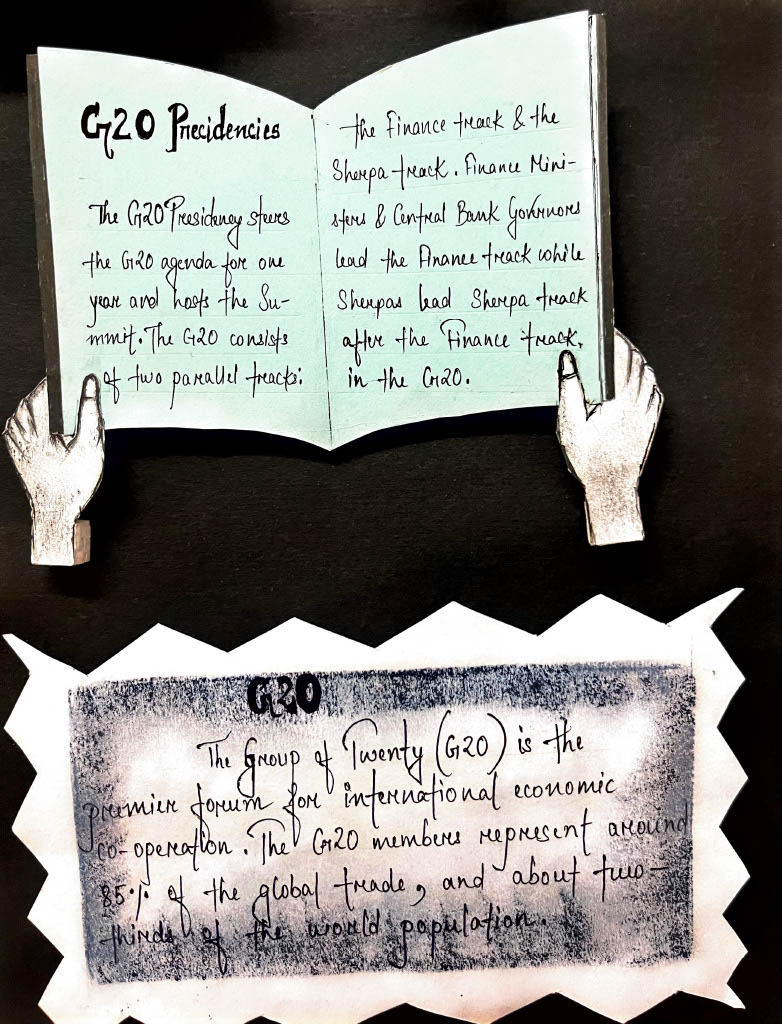 G20 Precidencies
The G20 Presidency steers
the G20 agenda for one
year and hosts the Su-
mmit. The G20 consists
of two parallel tracks:
the Finance track & the
Sherpa track. Finance Mini-
sters & Central Bank Governors
lead the Finance track while
Sherpas lead Sherpa track
after the Finance track,
in the G20.
G20
The Group of Twenty (G20) is the
premier forum for international economic
co-operation. The G20 members represent around
85% of the global trade, and about two-
thirds of the world population.